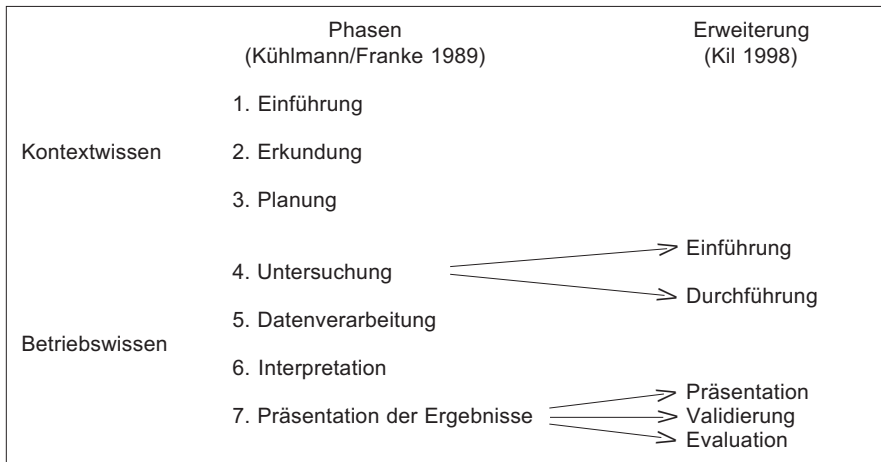 Phasen Erweiterung
(Kühlmann/Franke 1989) (Kil 1998)
1. Einführung
Kontextwissen 2. Erkundung
3. Planung
Einführung
4. Untersuchung
Durchführung
5. Datenverarbeitung
Betriebswissen
6. Interpretation
Präsentation
7. Präsentation der Ergebnisse Validierung
Evaluation